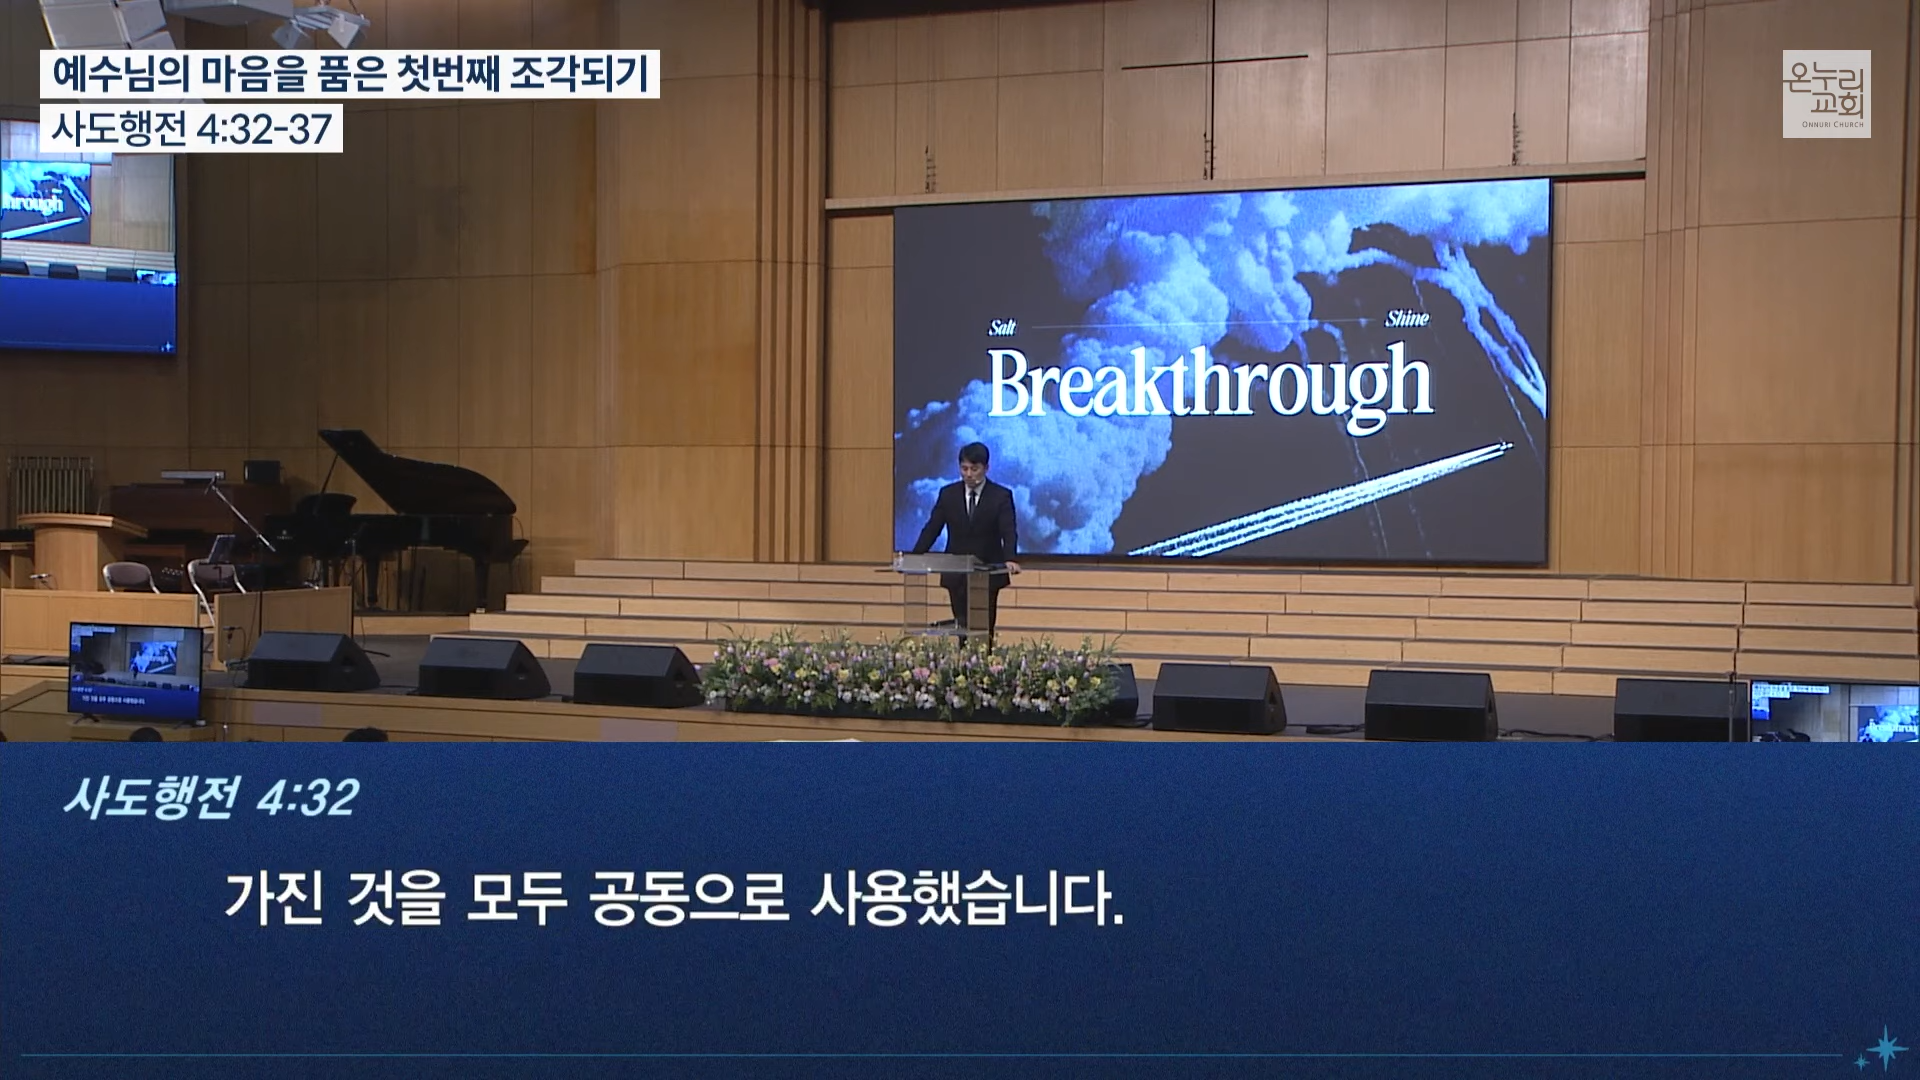 예수님의 마음을 품은 첫번째 조각되기
사도행전 4:32-37
온누리
교회
ONNURI CHURCH
hrough
Salt
Shine
Breakthrough
사도행전 4:32
가진 것을 모두 공동으로 사용했습니다.